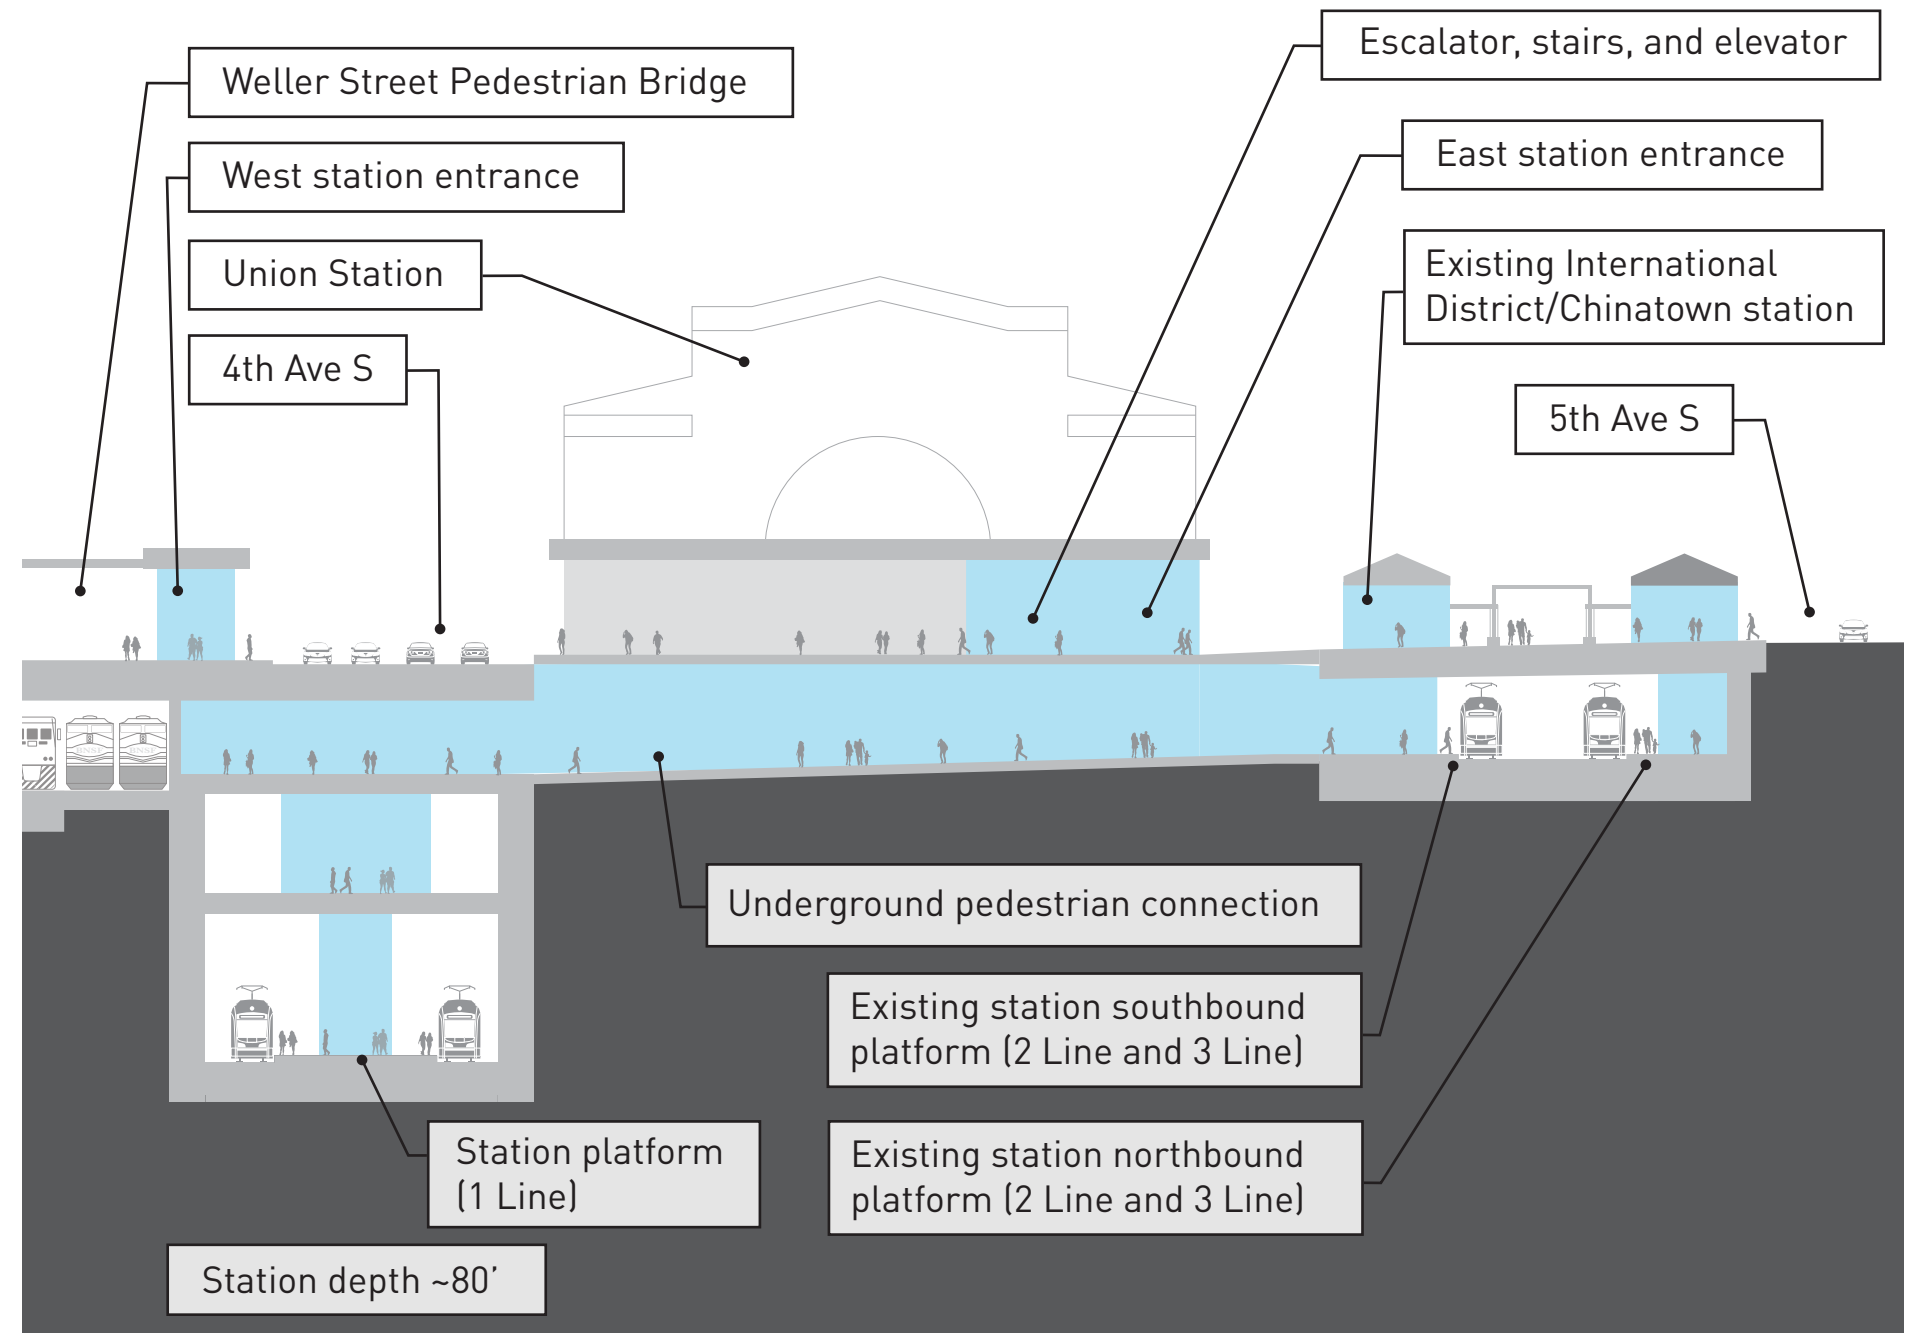 Weller Street Pedestrian Bridge
West station entrance
Union Station
4th Ave S
Escalator, stairs, and elevator
East station entrance
Existing International
District/Chinatown station
5th Ave S
BNSF
BNSF
Underground pedestrian connection
Existing station southbound
platform (2 Line and 3 Line)
Existing station northbound
platform (2 Line and 3 Line)
Station platform
(1 Line)
Station depth ~80’